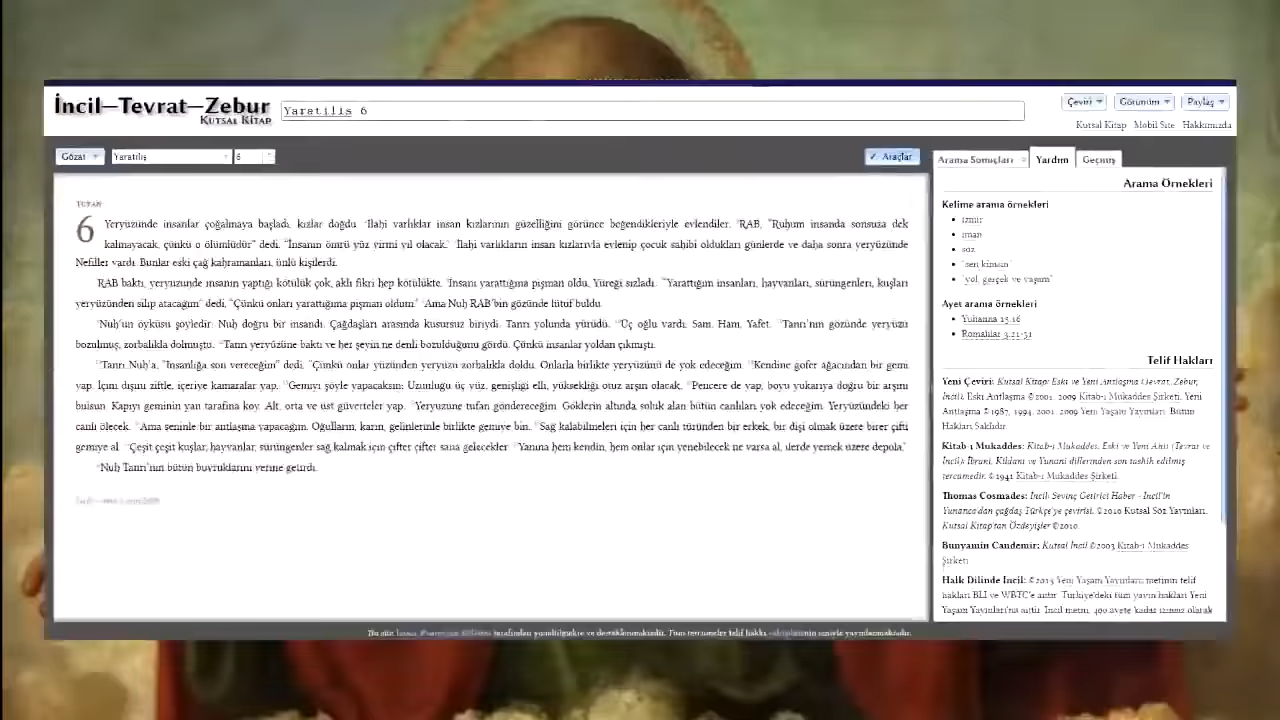 İncil—Tevrat—Zebur
KUTSAL KİTAP
Yaratilis 6
Çeviri
Görünüm
Paylaş
Kutsal Kitap Mobil Site Hakkımızda
Gözat
Yaratılış
6
Araçlar
TUFAN
6 Yeryüzünde insanlar çoğalmaya başladı, kızlar doğdu. İlahi varlıklar insan kızlarının güzelliğini görünce beğendikleriyle evlendiler. RAB, "Ruhum insanda sonsuza dek
kalmayacak, çünkü o ölümlüdür" dedi, "İnsanın ömrü yüz yirmi yıl olacak." İlahi varlıkların insan kızlarıyla evlenip çocuk sahibi oldukları günlerde ve daha sonra yeryüzünde
Nefiller vardı. Bunlar eski çağ kahramanları, ünlü kişilerdi.
RAB baktı, yeryüzünde insanın yaptığı kötülük çok, aklı fikri hep kötülükte. İnsanı yarattığına pişman oldu. Yüreği sızladı. "Yarattığım insanları, hayvanları, sürüngenleri, kuşları
yeryüzünden silip atacağım" dedi, "Çünkü onları yarattığıma pişman oldum." Ama Nuh RAB'bin gözünde lütuf buldu.
Nuh'un öyküsü şöyledir: Nuh doğru bir insandı. Çağdaşları arasında kusursuz biriydi. Tanrı yolunda yürüdü. Üç oğlu vardı: Sam, Ham, Yafet. Tanrı'nın gözünde yeryüzü
bozulmuş, zorbalıkla dolmuştu. Tanrı yeryüzüne baktı ve her şeyin ne denli bozulduğunu gördü. Çünkü insanlar yoldan çıkmıştı.
Tanrı Nuh'a, "İnsanlığa son vereceğim" dedi, "Çünkü onlar yüzünden yeryüzü zorbalıkla doldu. Onlarla birlikte yeryüzünü de yok edeceğim. Kendine gofer ağacından bir gemi
yap. İçini dışını ziftle, içeriye kamaralar yap. Gemiyi şöyle yapacaksın: Uzunluğu üç yüz, genişliği elli, yüksekliği otuz arşın olacak. Pencere de yap, boyu yukarıya doğru bir arşını
bulsun. Kapıyı geminin yan tarafına koy. Alt, orta ve üst güverteler yap. Yeryüzüne tufan göndereceğim. Göklerin altında soluk alan bütün canlıları yok edeceğim. Yeryüzündeki her
canlı ölecek. Ama seninle bir antlaşma yapacağım. Oğulların, karın, gelinlerinle birlikte gemiye bin. Sağ kalabilmeleri için her canlı türünden bir erkek, bir dişi olmak üzere birer çifti
gemiye al. Çeşit çeşit kuşlar, hayvanlar, sürüngenler sağ kalmak için çifter çifter sana gelecekler. Yanına hem kendin, hem onlar için yenebilecek ne varsa al, ilerde yemek üzere depola."
Nuh Tanrı'nın bütün buyruklarını yerine getirdi.
Arama Sonuçları
Yardım
Geçmiş
Arama Örnekleri
Kelime arama örnekleri
izmir
iman
söz
"sen kimsin"
"yol, gerçek ve yaşam"
Ayet arama örnekleri
Yuhanna 15:16
Romalılar 3:21-31
Telif Hakları
Yeni Çeviri: Kutsal Kitap: Eski ve Yeni Antlaşma (Tevrat, Zebur,
İncil). Eski Antlaşma ©2001, 2009 Kitab-ı Mukaddes Şirketi. Yeni
Antlaşma ©1987, 1994, 2001, 2009 Yeni Yaşam Yayınları. Bütün
Hakları Saklıdır.
Kitab-ı Mukaddes: Kitab-ı Mukaddes, Eski ve Yeni Ahit (Tevrat ve
İncil); İbrani, Kildani ve Yunani dillerinden son tashih edilmiş
tercümedir. ©1941 Kitab-ı Mukaddes Şirketi.
Thomas Cosmades: İncil: Sevinç Getirici Haber - İncil'in
Yunanca'dan çağdaş Türkçe'ye çevirisi. ©2010 Kutsal Söz Yayınları.
Kutsal Kitap'tan Özdeyişler ©2010.
Bünyamin Candemir: Kutsal İncil ©2003 Kitab-ı Mukaddes
Şirketi
Halk Dilinde İncil: ©2013 Yeni Yaşam Yayınları; metinin telif
hakları BLI ve WBTC'e aittir. Türkiye'deki tüm yayın hakları Yeni
Yaşam Yayınları'na aittir. İncil metni, 400 ayete kadar izinsiz olarak
tarafından yönetilmekte ve desteklenmektedir. Tüm tercümeler telif hakkı sahiplerinin izniyle yayınlanmaktadır.